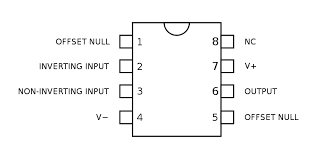 OFFSET NULL 1 8 NC
INVERTING INPUT 2 7 V+
NON-INVERTING INPUT 3 6 OUTPUT
V− 4 5 OFFSET NULL